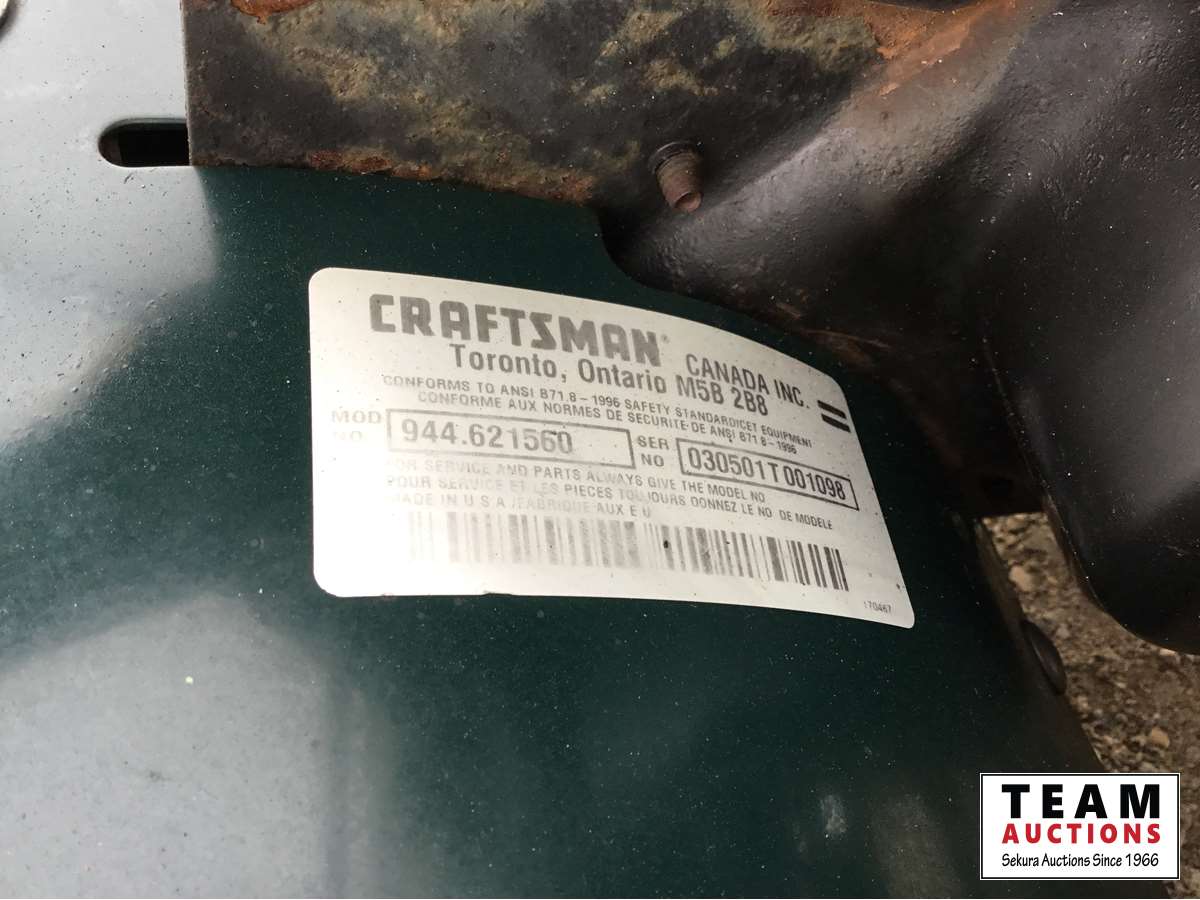 CRAFTSMAN® CANADA INC.
Toronto, Ontario M5B 2B8
CONFORMS TO ANSI B71.8-1996 SAFETY STANDARDICET EQUIPMENT
CONFORME AUX NORMES DE SECURITE DE ANSI B71 8-1996
MOD NO. 944.621560 SER NO 030501T001098
FOR SERVICE AND PARTS ALWAYS GIVE THE MODEL NO
POUR SERVICE ET LES PIECES TOUJOURS DONNEZ LE NO. DE MODELE
MADE IN U.S.A./FABRIQUE AUX E U
170467
TEAM
AUCTIONS
Sekura Auctions Since 1966